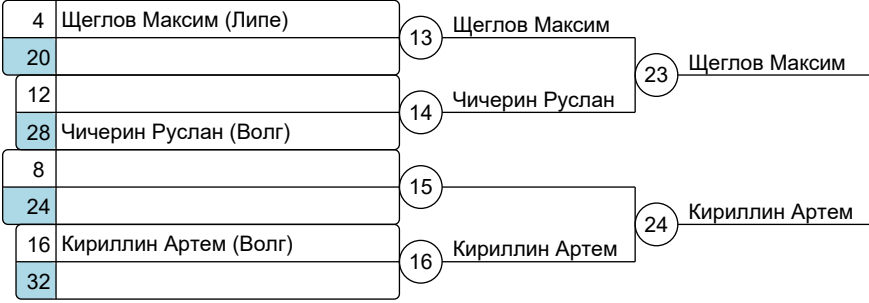 4 Щеглов Максим (Липе)
20
13 Щеглов Максим
12
28 Чичерин Руслан (Волг)
14 Чичерин Руслан
23 Щеглов Максим
8
24
15
16 Кириллин Артем (Волг)
32
16 Кириллин Артем
24 Кириллин Артем